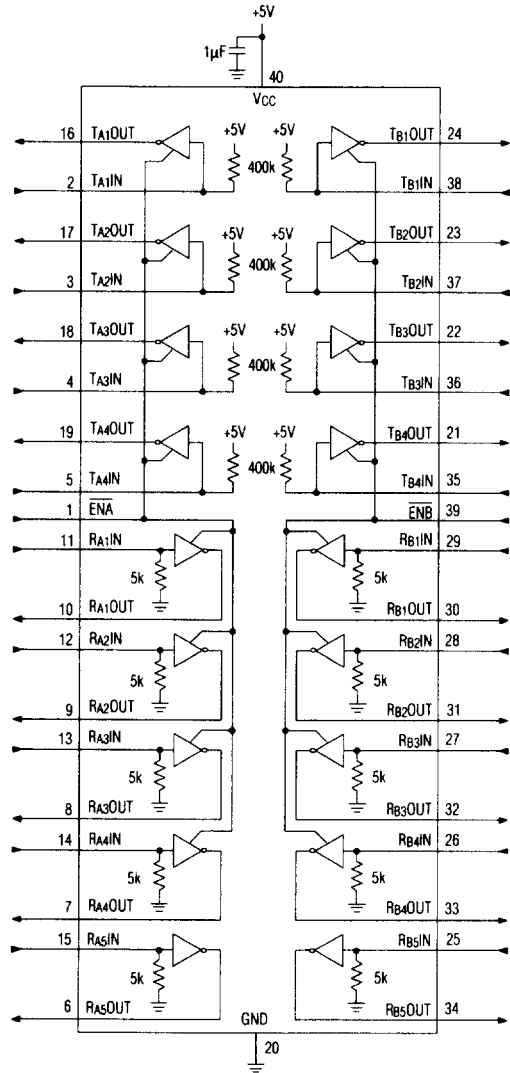 +5V
1μF
40
VCC
16 TA1OUT +5V +5V TB1OUT 24
400k
2 TA1IN TB1IN 38
17 TA2OUT +5V +5V TB2OUT 23
400k
3 TA2IN TB2IN 37
18 TA3OUT +5V +5V TB3OUT 22
400k
4 TA3IN TB3IN 36
19 TA4OUT +5V +5V TB4OUT 21
400k
5 TA4IN TB4IN 35
1 ENA ENB 39
11 RA1IN RB1IN 29
5k 5k
10 RA1OUT RB1OUT 30
12 RA2IN RB2IN 28
5k 5k
9 RA2OUT RB2OUT 31
13 RA3IN RB3IN 27
5k 5k
8 RA3OUT RB3OUT 32
14 RA4IN RB4IN 26
5k 5k
7 RA4OUT RB4OUT 33
15 RA5IN RB5IN 25
5k 5k
6 RA5OUT RB5OUT 34
GND
20